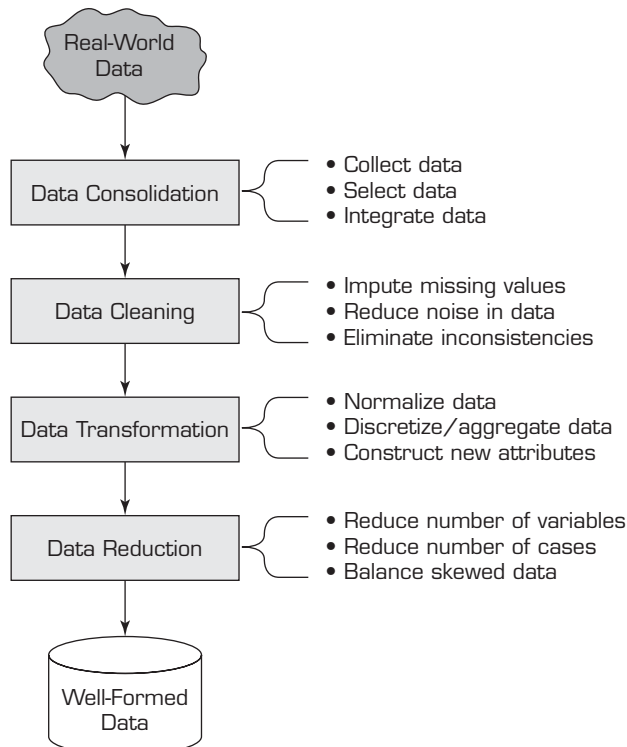 Real-World
Data
Data Consolidation
• Collect data
• Select data
• Integrate data
Data Cleaning
• Impute missing values
• Reduce noise in data
• Eliminate inconsistencies
Data Transformation
• Normalize data
• Discretize/aggregate data
• Construct new attributes
Data Reduction
• Reduce number of variables
• Reduce number of cases
• Balance skewed data
Well-Formed
Data